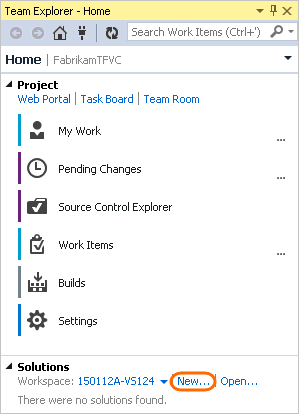 Team Explorer - Home
Search Work Items (Ctrl+')
Home | FabrikamTFVC
Project
Web Portal | Task Board | Team Room
My Work
...
Pending Changes
...
Source Control Explorer
Work Items
...
Builds
Settings
Solutions
Workspace: 150112A-VS124 New... | Open...
There were no solutions found.